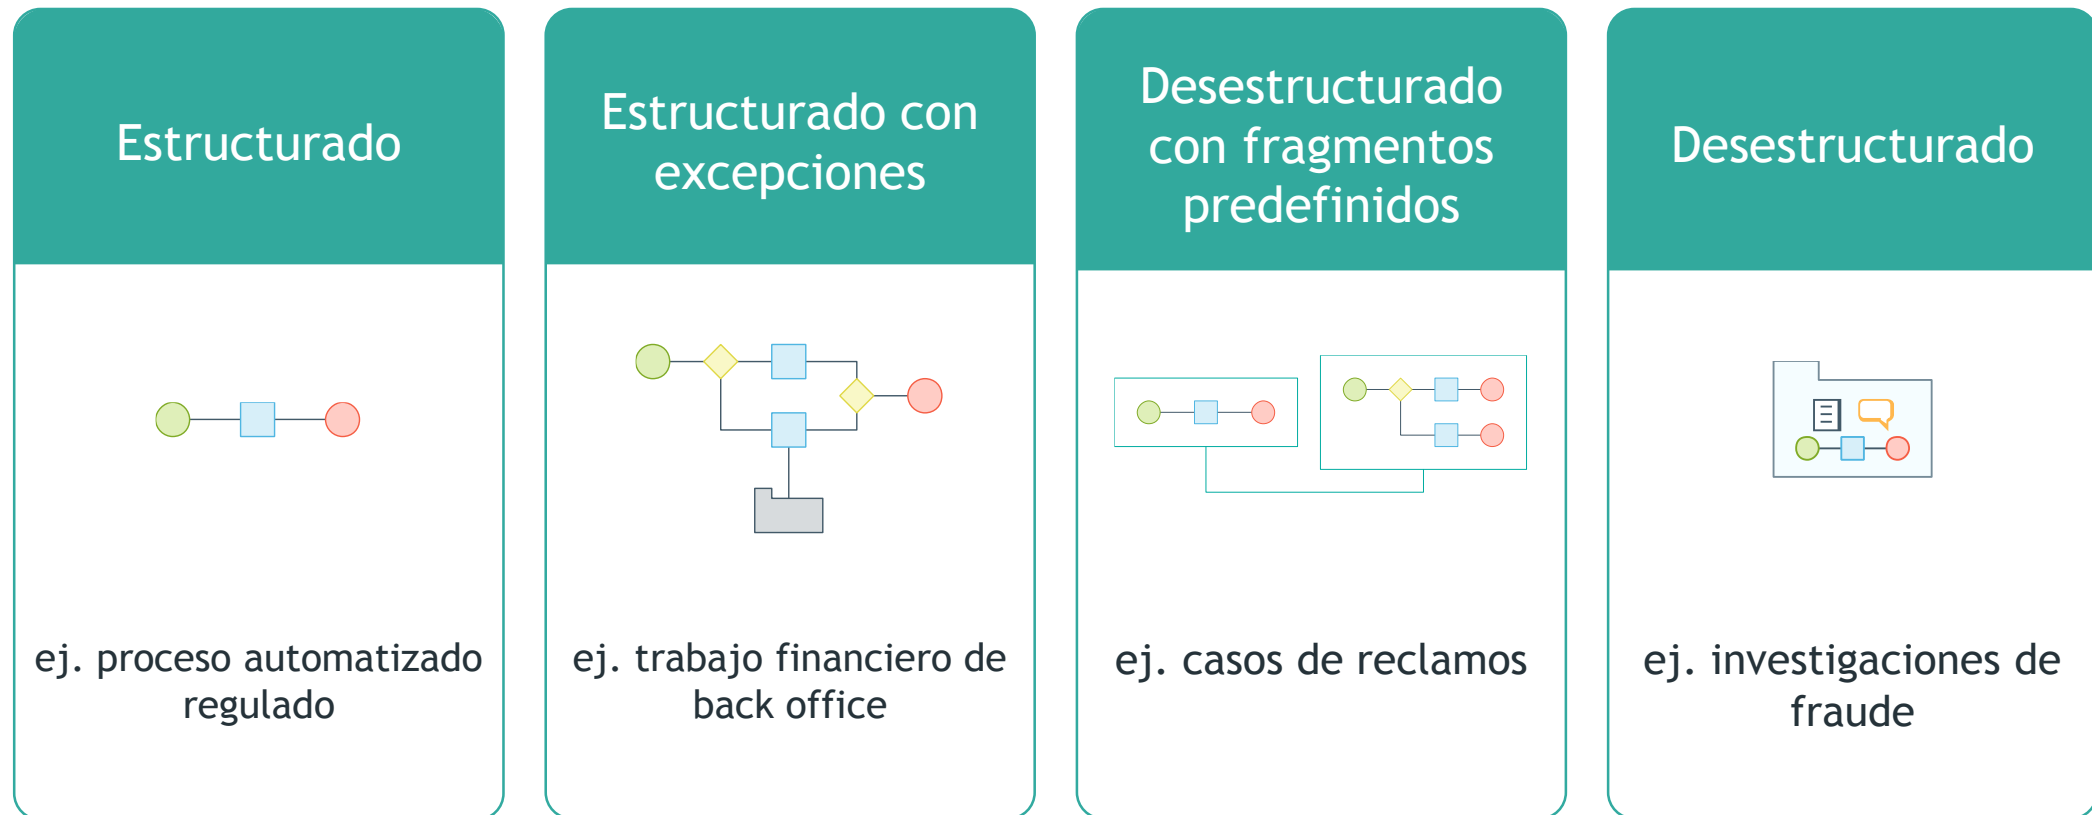 Estructurado
Estructurado con
excepciones
Desestructurado
con fragmentos
predefinidos
Desestructurado
ej. proceso automatizado
regulado
ej. trabajo financiero de
back office
ej. casos de reclamos
ej. investigaciones de
fraude